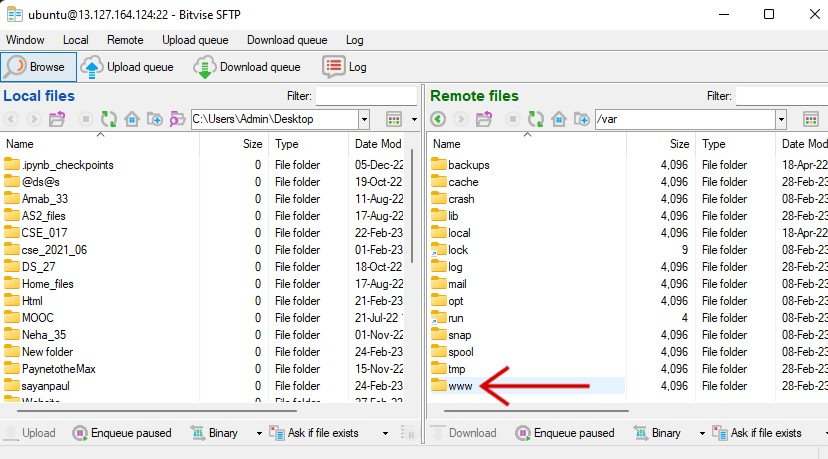 ubuntu@13.127.164.124:22 - Bitvise SFTP
Window Local Remote Upload queue Download queue Log
Browse Upload queue Download queue Log
Local files Filter: Remote files Filter:
C:\Users\Admin\Desktop /var
Name Size Type Date Mod Name Size Type Date Mod
.ipynb_checkpoints 0 File folder 05-Dec-22 backups 4,096 File folder 18-Apr-22
@ds@s 0 File folder 19-Oct-22 cache 4,096 File folder 28-Feb-23
Arnab_33 0 File folder 11-Aug-22 crash 4,096 File folder 08-Feb-23
AS2_files 0 File folder 17-Aug-22 lib 4,096 File folder 28-Feb-23
CSE_017 0 File folder 22-Feb-23 local 4,096 File folder 18-Apr-22
cse_2021_06 0 File folder 01-Feb-23 lock 9 File folder 08-Feb-23
DS_27 0 File folder 18-Oct-22 log 4,096 File folder 28-Feb-23
Home_files 0 File folder 17-Aug-22 mail 4,096 File folder 08-Feb-23
Html 0 File folder 21-Feb-23 opt 4,096 File folder 08-Feb-23
MOOC 0 File folder 21-Jul-22 run 4 File folder 08-Feb-23
Neha_35 0 File folder 01-Nov-22 snap 4,096 File folder 08-Feb-23
New folder 0 File folder 24-Feb-23 spool 4,096 File folder 08-Feb-23
PaynetotheMax 0 File folder 15-Nov-22 tmp 4,096 File folder 28-Feb-23
sayanpaul 0 File folder 24-Feb-23 www 4,096 File folder 28-Feb-23
Website 0 File folder 27-Feb-23
Upload Enqueue paused Binary Ask if file exists Download Enqueue paused Binary Ask if file exists